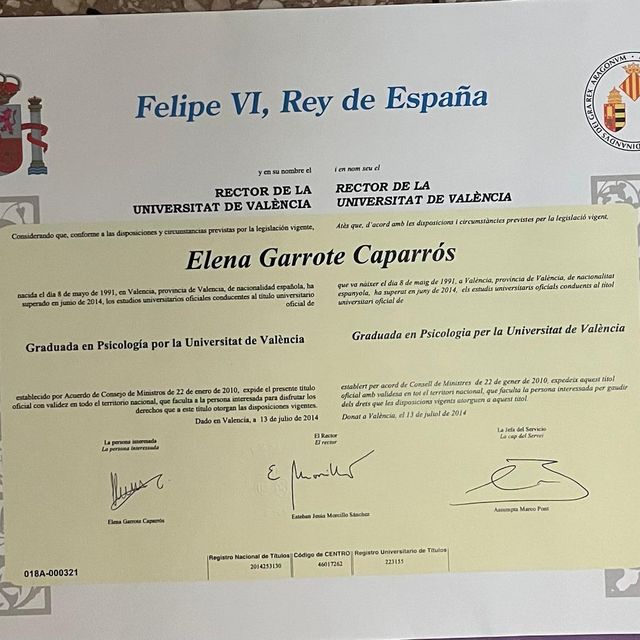 Felipe VI, Rey de España
y en su nombre el
RECTOR DE LA
UNIVERSITAT DE VALÈNCIA
i en nom seu el
RECTOR DE LA
UNIVERSITAT DE VALÈNCIA
Considerando que, conforme a las disposiciones y circunstancias previstas por la legislación vigente,
Atès que, d'acord amb les disposicions i circumstàncies previstes per la legislació vigent,
Elena Garrote Caparrós
nacida el día 8 de mayo de 1991, en Valencia, provincia de Valencia, de nacionalidad española, ha
superado en junio de 2014, los estudios universitarios oficiales conducentes al título universitario
oficial de
que va nàixer el dia 8 de maig de 1991, a València, província de València, de nacionalitat
espanyola, ha superat en juny de 2014, els estudis universitaris oficials conduents al títol
universitari oficial de
Graduada en Psicología por la Universitat de València
Graduada en Psicologia per la Universitat de València
establecido por Acuerdo de Consejo de Ministros de 22 de enero de 2010, expide el presente título
oficial con validez en todo el territorio nacional, que faculta a la persona interesada para disfrutar los
derechos que a este título otorgan las disposiciones vigentes.
Dado en Valencia, a 13 de julio de 2014
establert per acord de Consell de Ministres de 22 de gener de 2010, expedeix aquest títol
oficial amb validesa en tot el territori nacional, que faculta la persona interessada per gaudir
dels drets que les disposicions vigents atorguen a aquest títol.
Donat a València, el 13 de juliol de 2014
La persona interesada
La persona interessada
Elena Garrote Caparrós
El Rector
El rector
E. Morcillo
Esteban Jesús Morcillo Sánchez
La Jefa del Servicio
La cap del Servei
Assumpta Marco Pont
Registro Nacional de Títulos
2014253130
Código de CENTRO
46017262
Registro Universitario de Títulos
223155
018A-000321